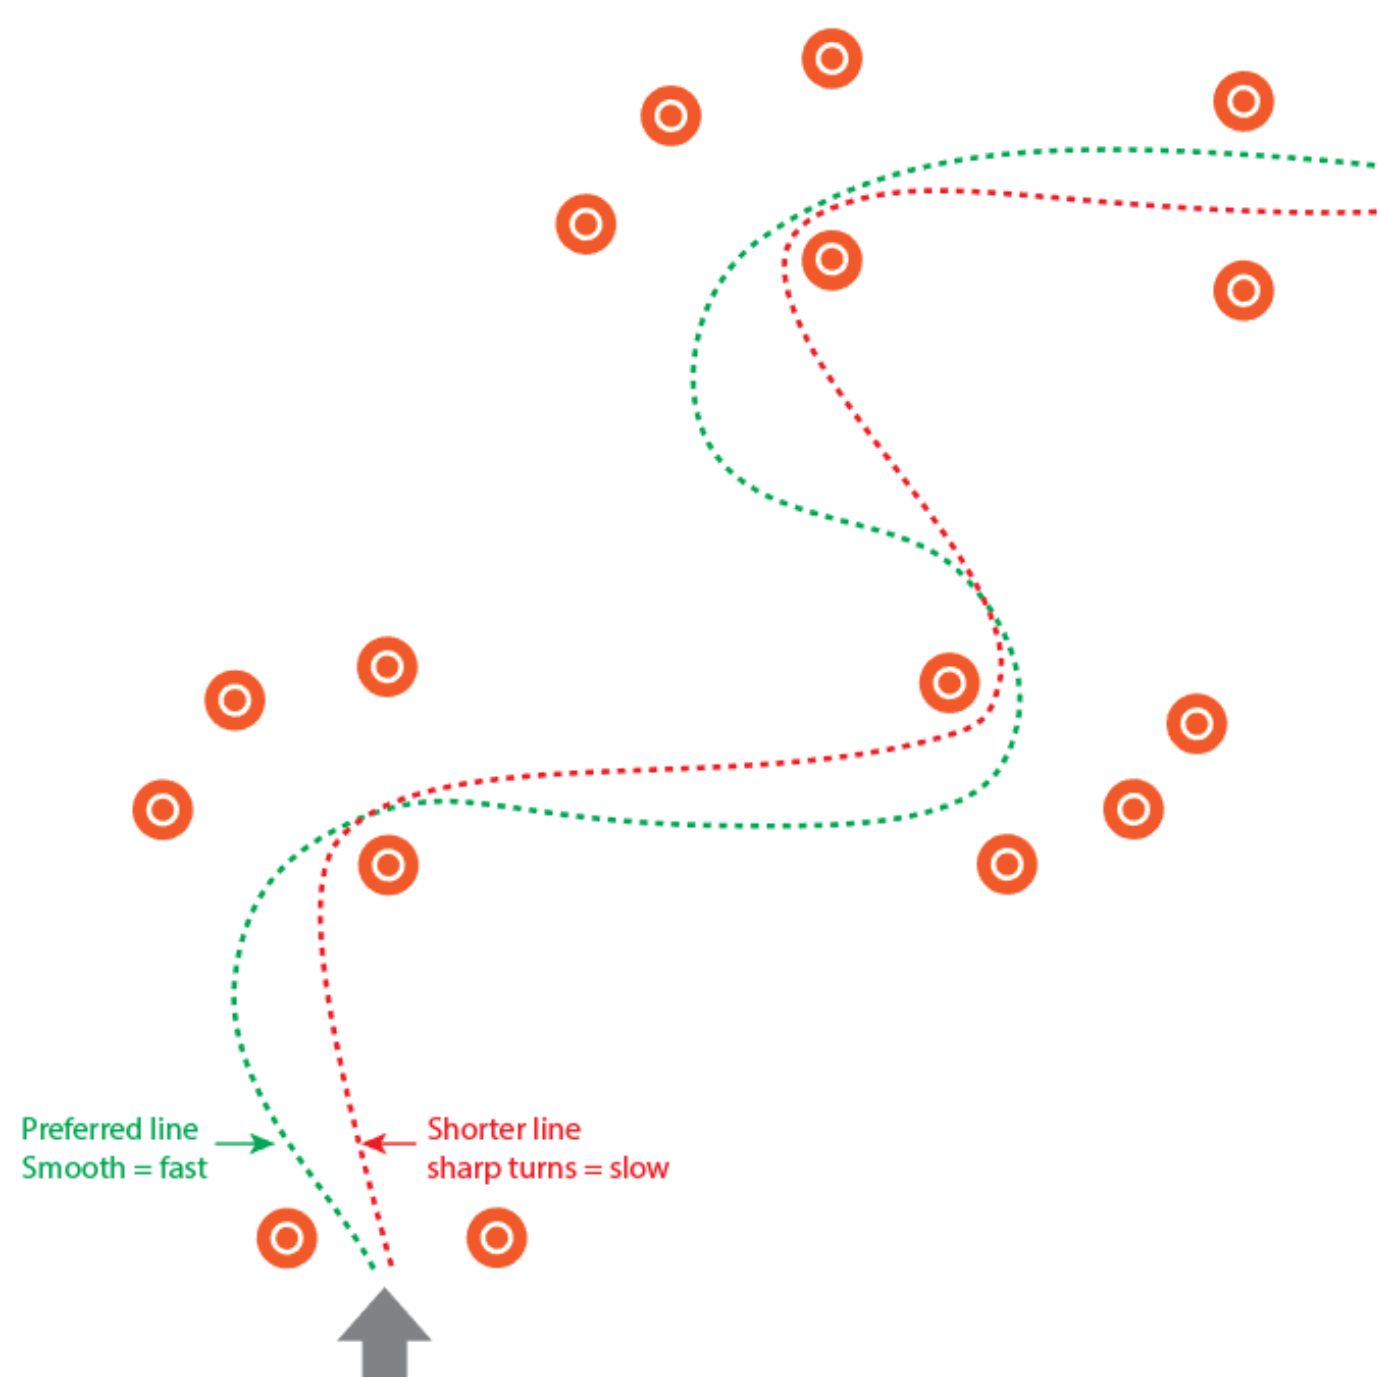 Preferred line
Smooth = fast
Shorter line
sharp turns = slow